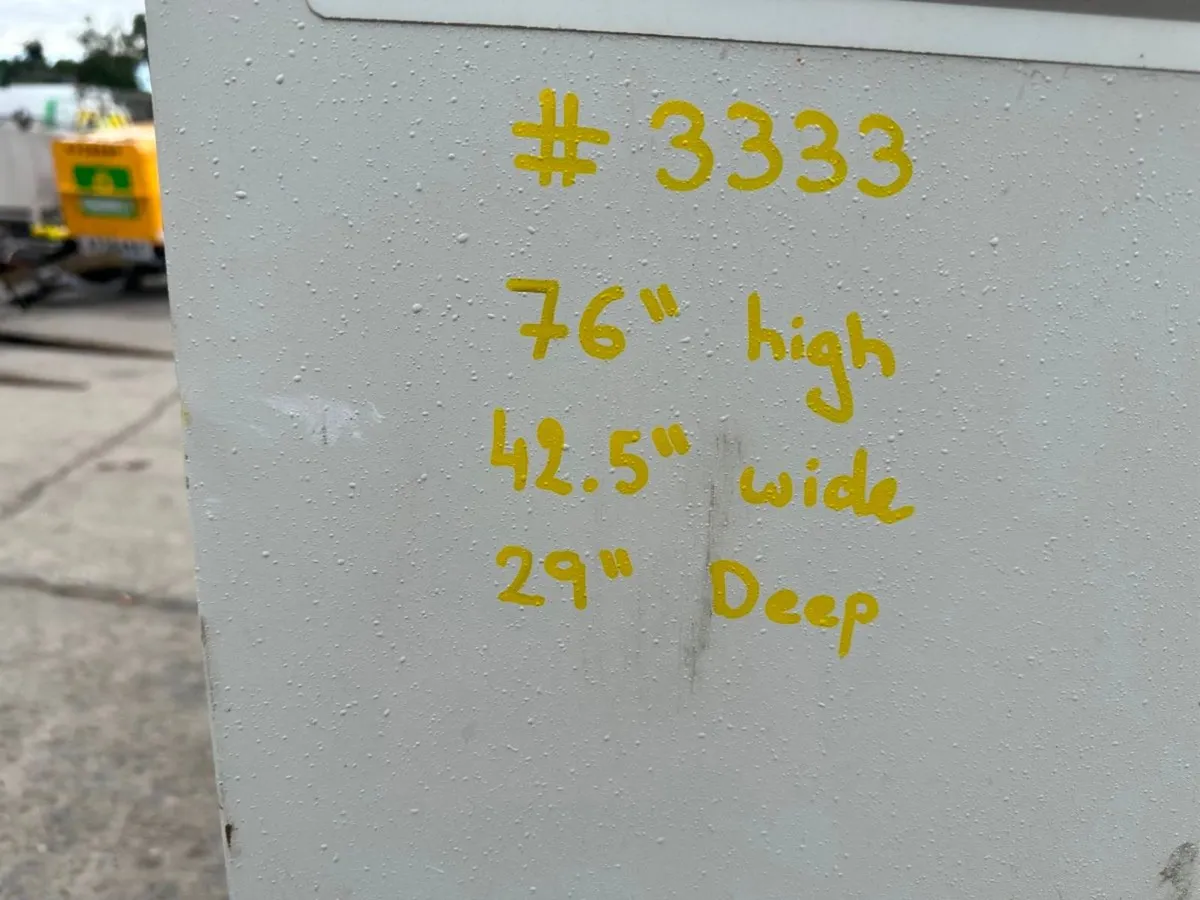 # 3333
76" high
42.5" wide
29" Deep